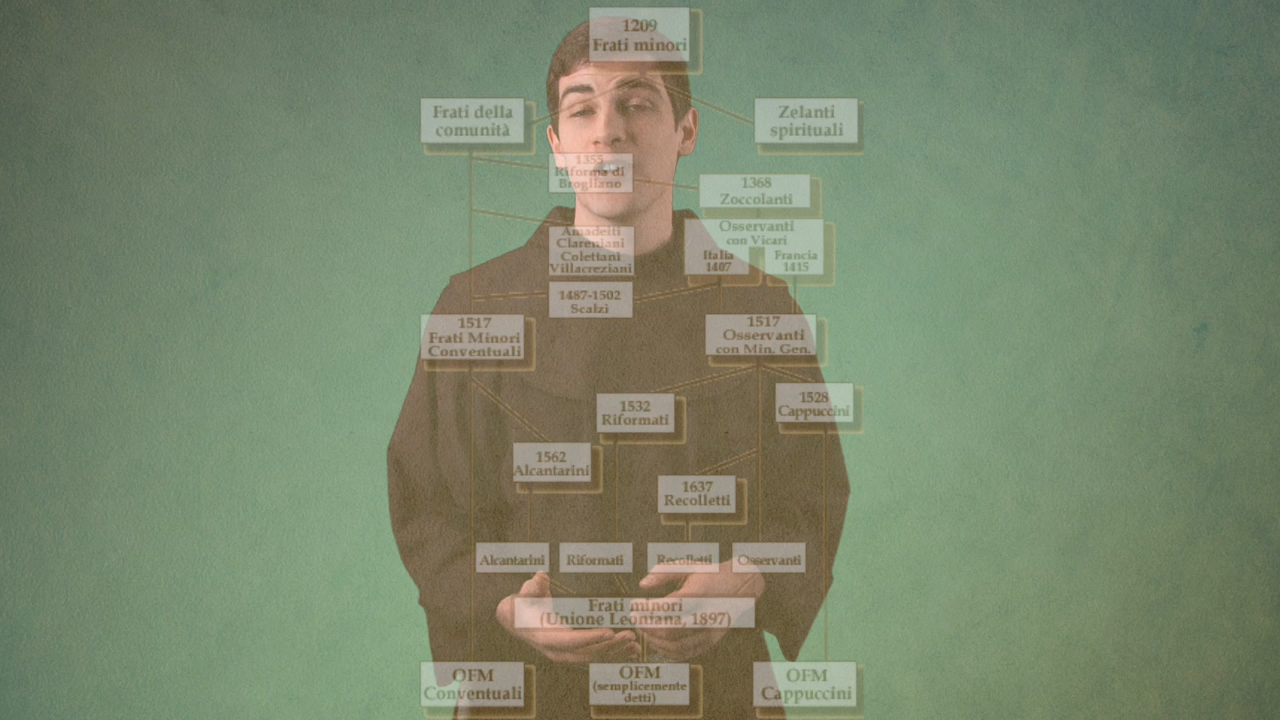 1209
Frati minori
Frati della
comunità
Zelanti
spirituali
1355
Riforma di
Brogliano
1368
Zoccolanti
Amadeiti
Clareniani
Colettani
Villacreziani
Osservanti
con Vicari
Italia
1407
Francia
1415
1487-1502
Scalzi
1517
Frati Minori
Conventuali
1517
Osservanti
con Min. Gen.
1528
Cappuccini
1532
Riformati
1562
Alcantarini
1637
Recolletti
Alcantarini
Riformati
Recolletti
Osservanti
Frati minori
(Unione Leoniana, 1897)
OFM
Conventuali
OFM
(semplicemente
detti)
OFM
Cappuccini